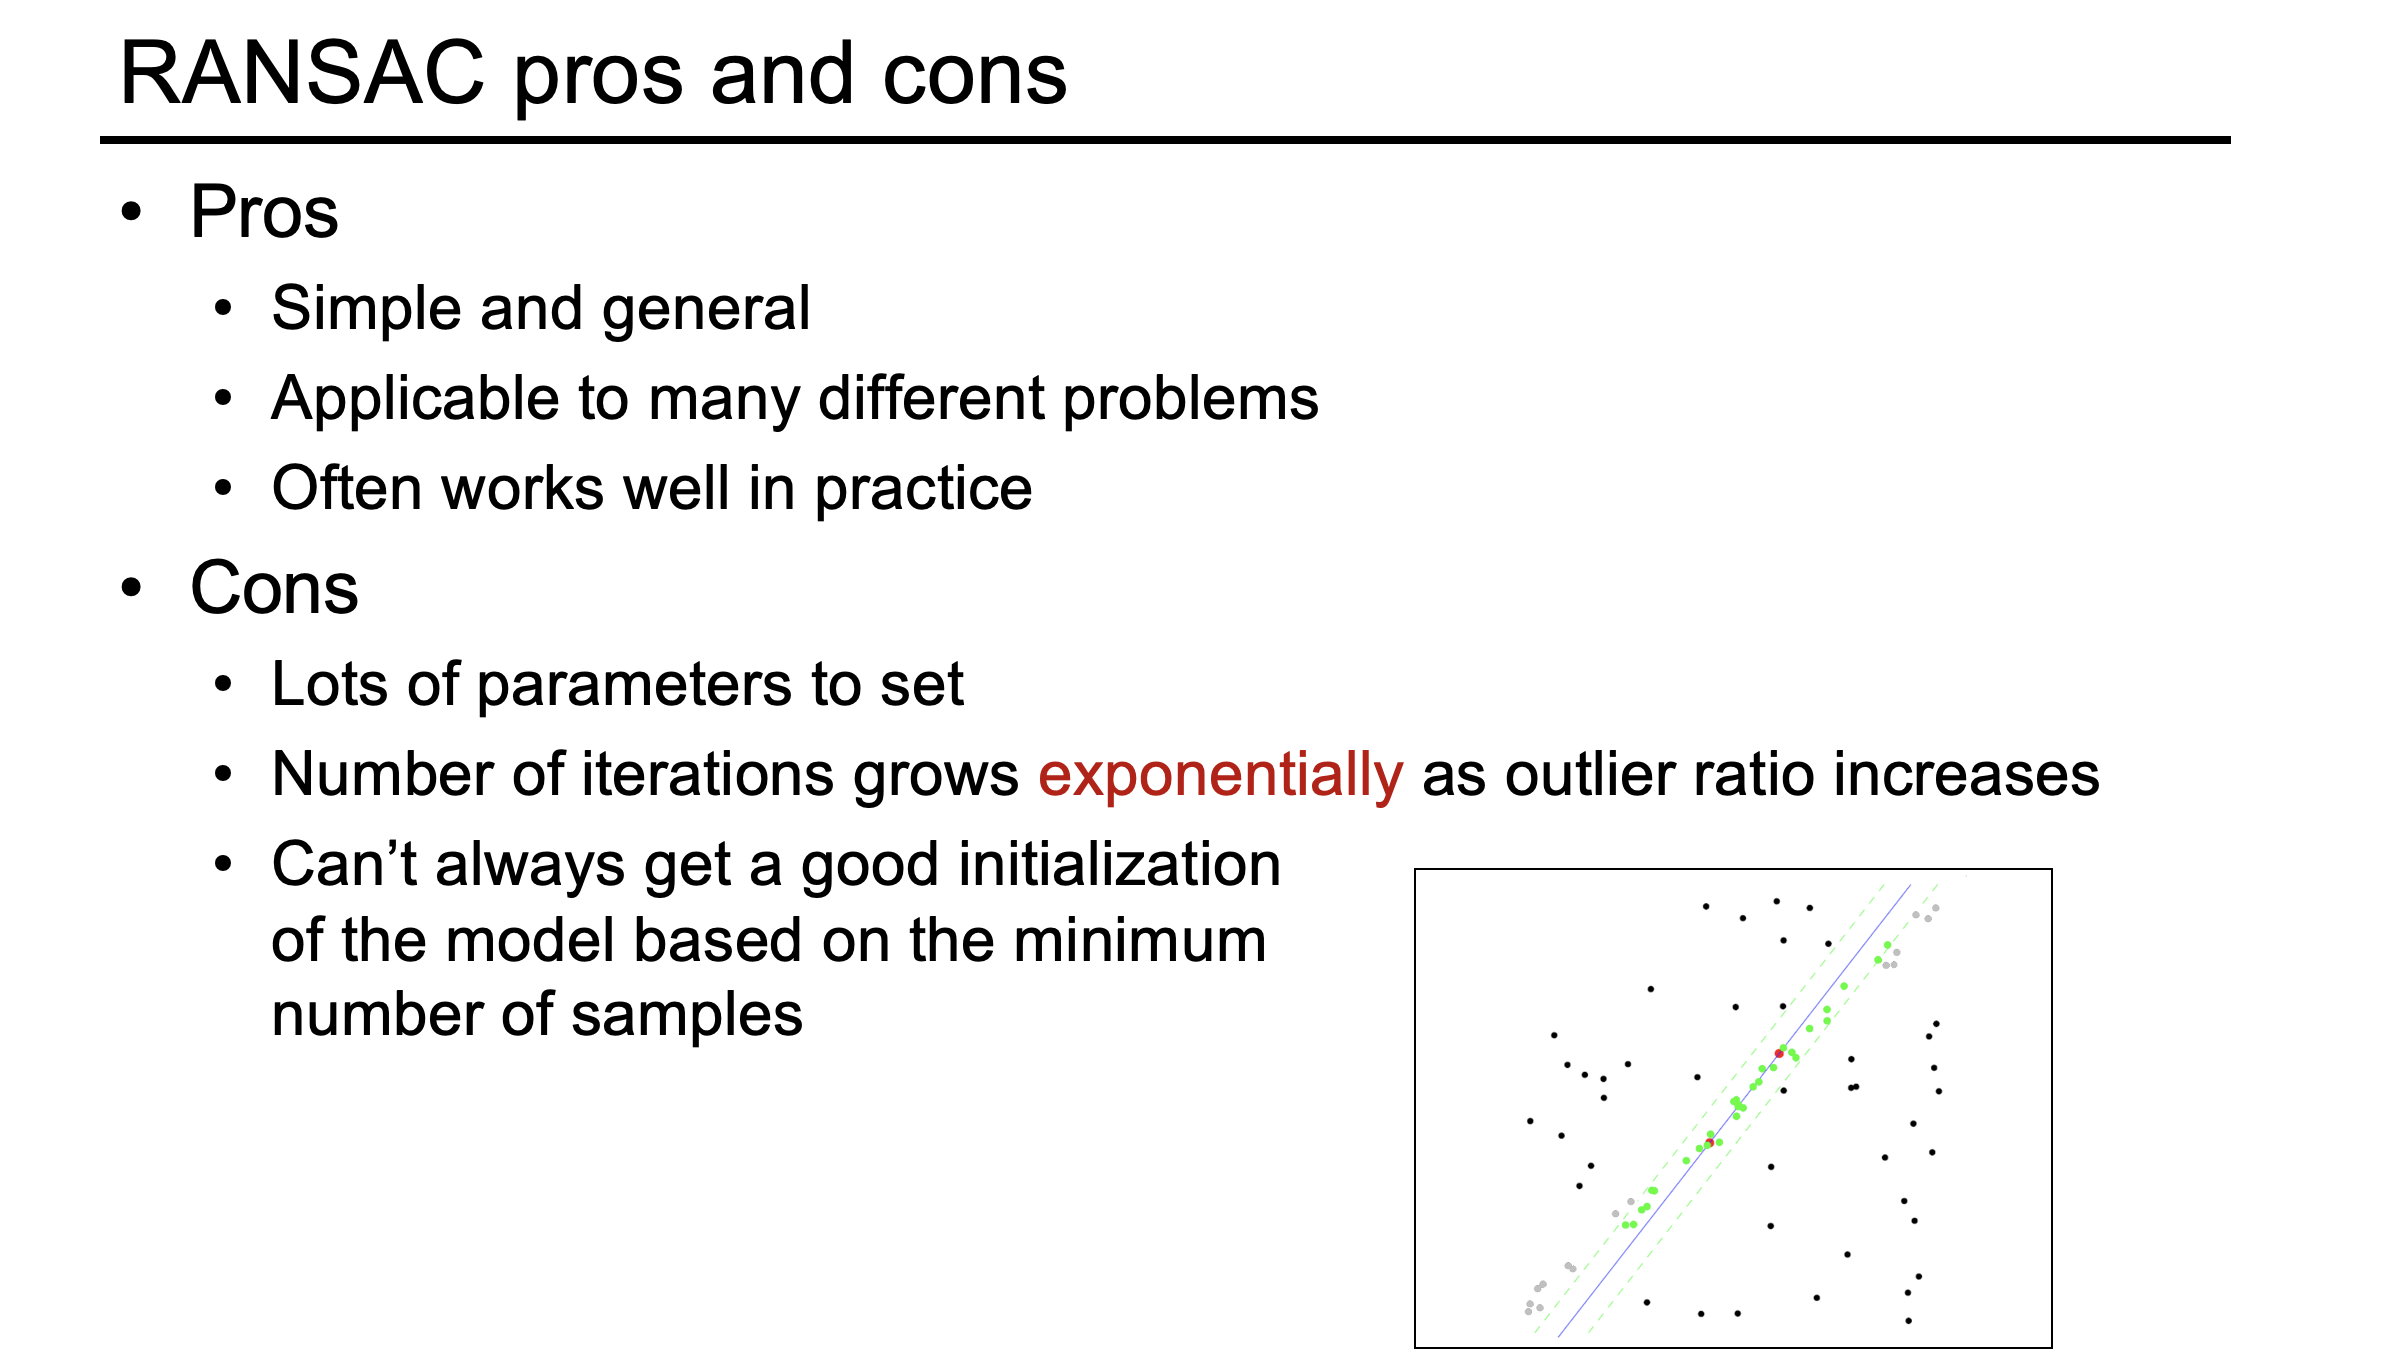 RANSAC pros and cons
• Pros
• Simple and general
• Applicable to many different problems
• Often works well in practice
• Cons
• Lots of parameters to set
• Number of iterations grows exponentially as outlier ratio increases
• Can’t always get a good initialization
of the model based on the minimum
number of samples